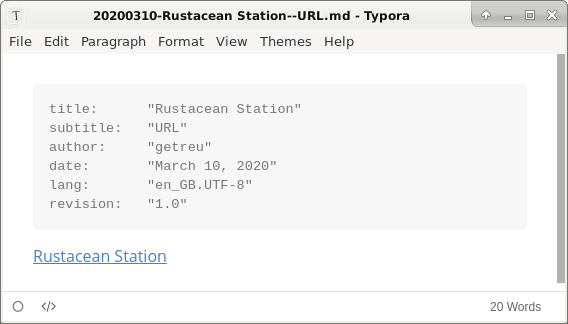 T 20200310-Rustacean Station--URL.md - Typora
File Edit Paragraph Format View Themes Help
title: "Rustacean Station"
subtitle: "URL"
author: "getreu"
date: "March 10, 2020"
lang: "en_GB.UTF-8"
revision: "1.0"
Rustacean Station
</> 20 Words